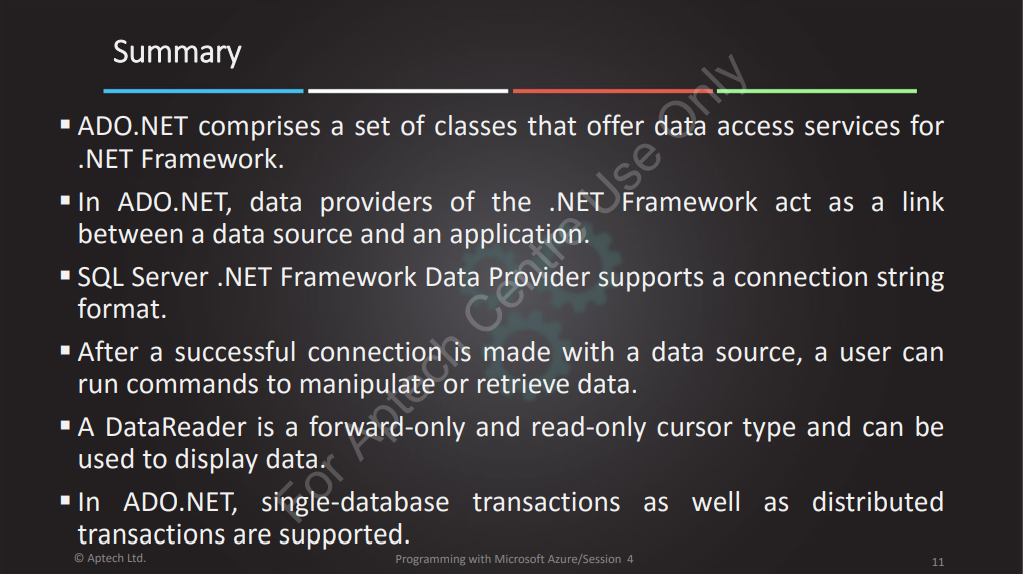 Summary
▪ ADO.NET comprises a set of classes that offer data access services for
.NET Framework.
▪ In ADO.NET, data providers of the .NET Framework act as a link
between a data source and an application.
▪ SQL Server .NET Framework Data Provider supports a connection string
format.
▪ After a successful connection is made with a data source, a user can
run commands to manipulate or retrieve data.
▪ A DataReader is a forward-only and read-only cursor type and can be
used to display data.
▪ In ADO.NET, single-database transactions as well as distributed
transactions are supported.
For Aptech Centre Use Only
© Aptech Ltd.
Programming with Microsoft Azure/Session 4
11